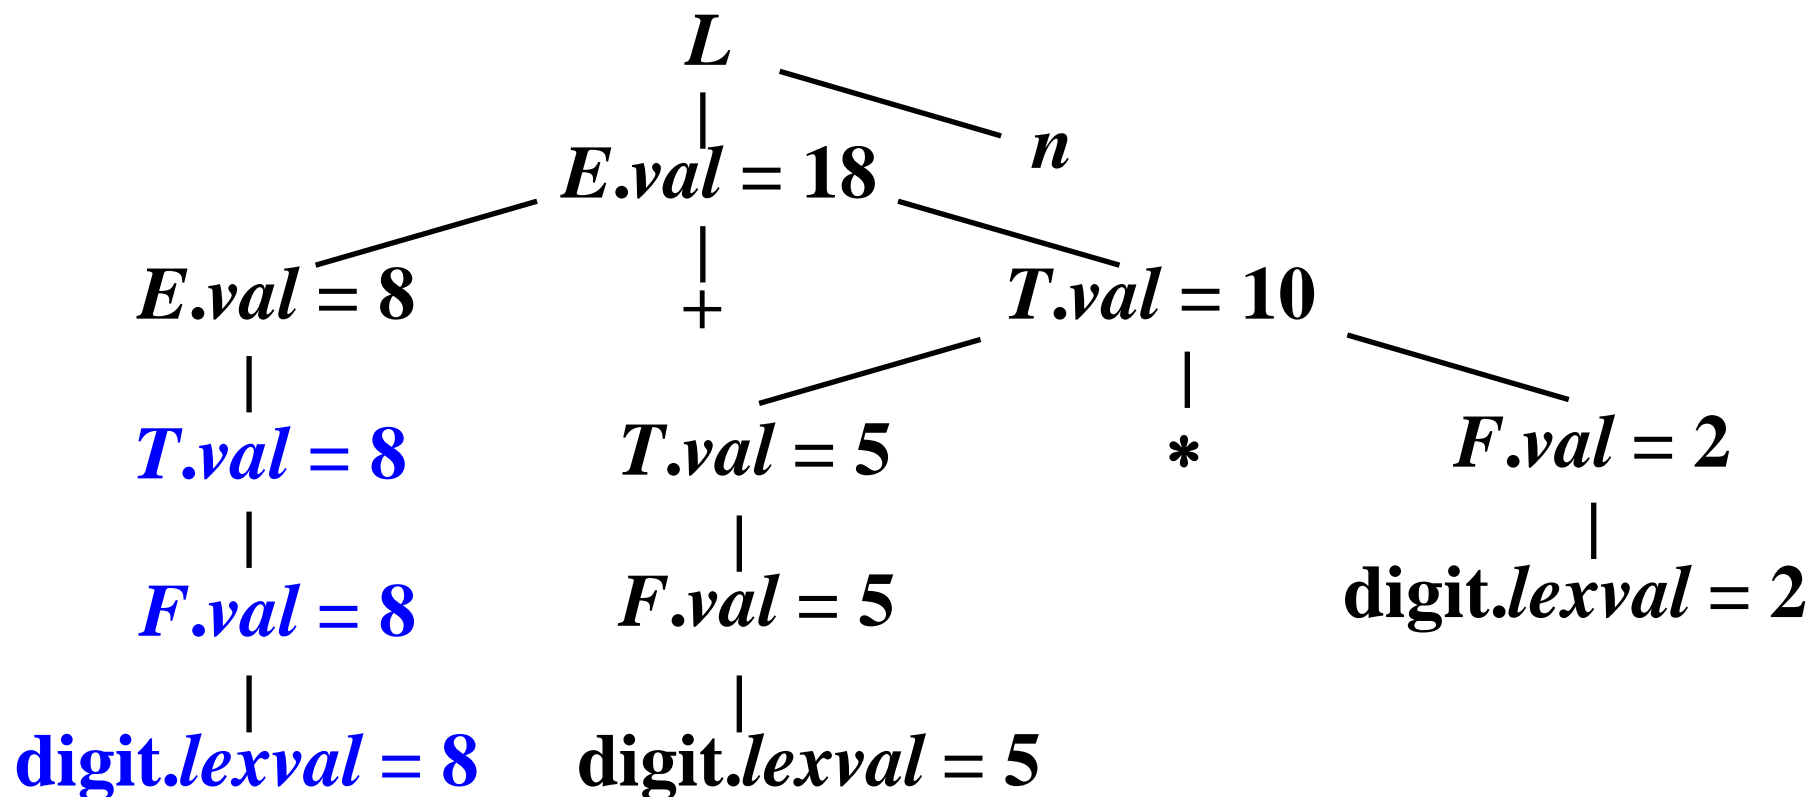 L
n
E.val = 18
E.val = 8 + T.val = 10
T.val = 8 T.val = 5 * F.val = 2
F.val = 8 F.val = 5 digit.lexval = 2
digit.lexval = 8 digit.lexval = 5